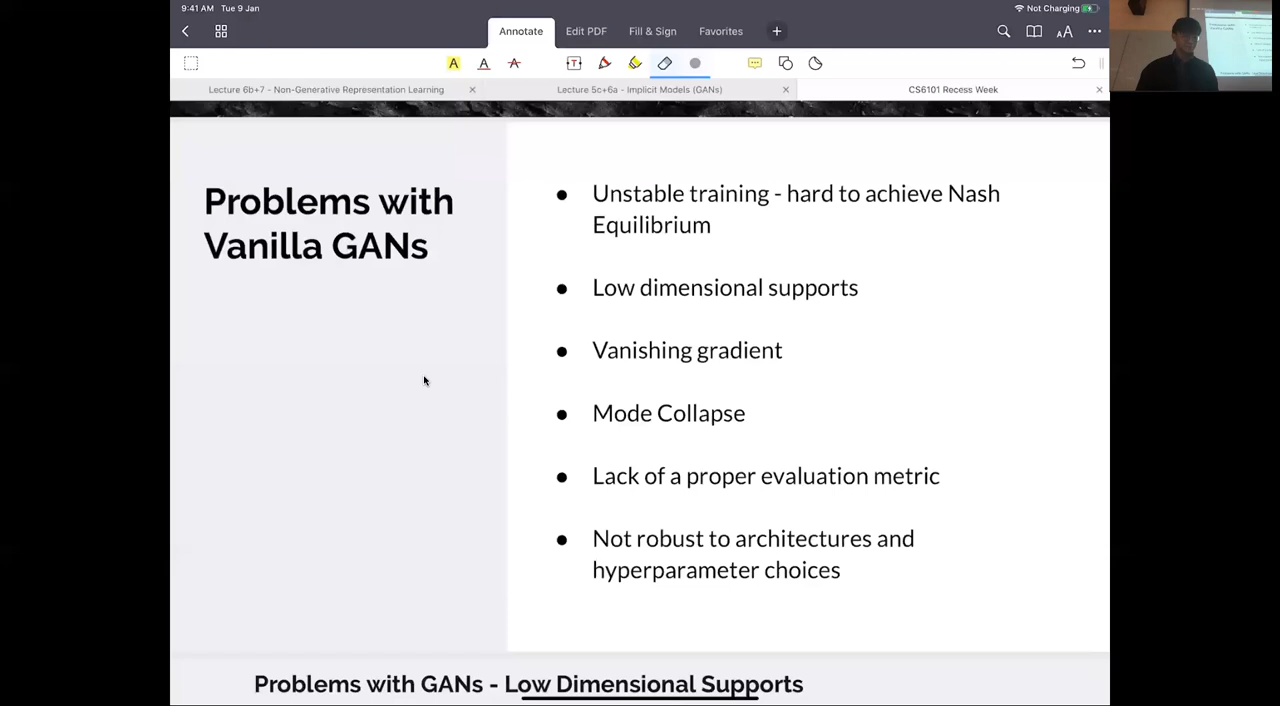 9:41 AM Tue 9 Jan
Not Charging
Annotate
Edit PDF
Fill & Sign
Favorites
Lecture 6b+7 - Non-Generative Representation Learning
Lecture 5c+6a - Implicit Models (GANs)
CS6101 Recess Week
Problems with
Vanilla GANs
● Unstable training - hard to achieve Nash
Equilibrium
● Low dimensional supports
● Vanishing gradient
● Mode Collapse
● Lack of a proper evaluation metric
● Not robust to architectures and
hyperparameter choices
Problems with GANs - Low Dimensional Supports